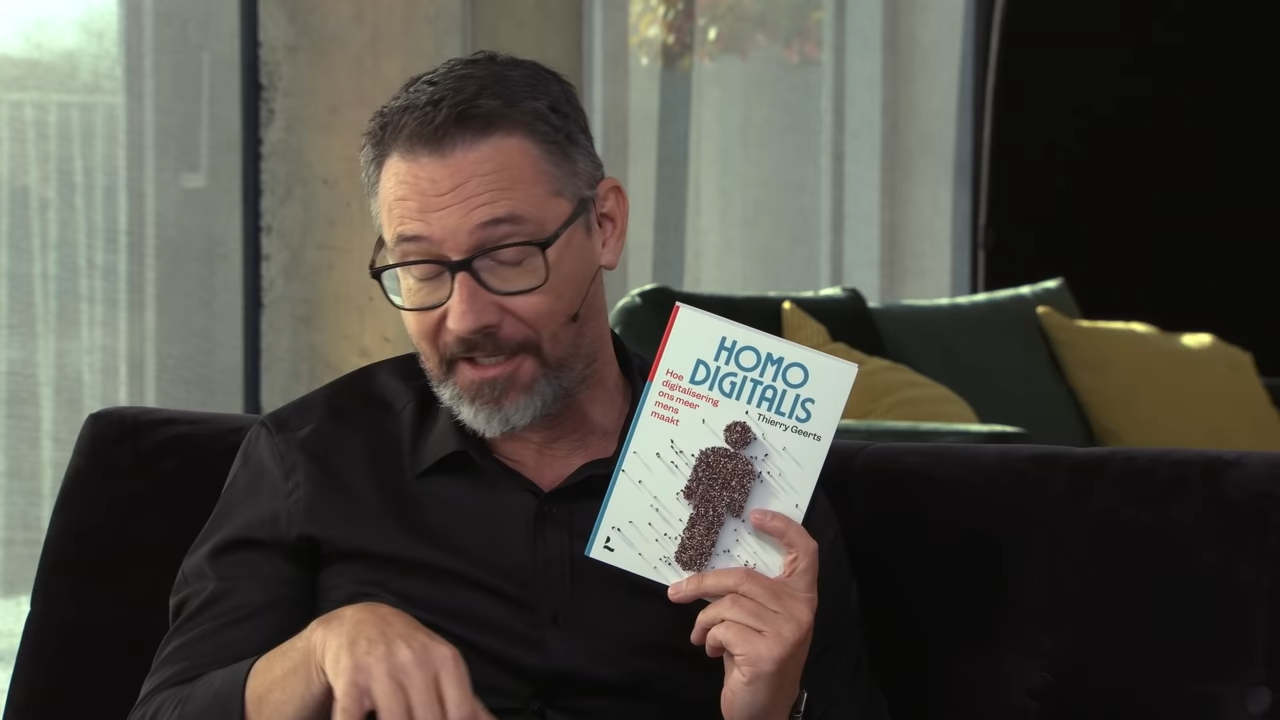 HOMO
DIGITALIS
Thierry Geerts
Hoe
digitalisering
ons meer
mens
maakt